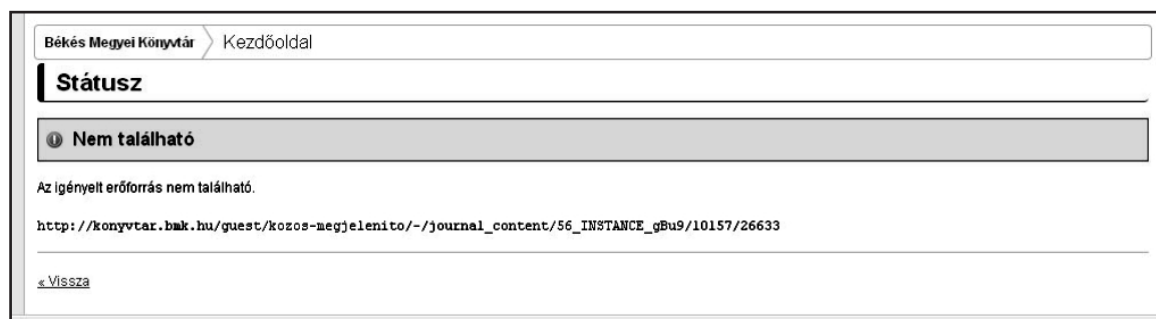 Békés Megyei Könyvtár Kezdőoldal
Státusz
Nem található
Az igényelt erőforrás nem található.
http://konyvtar.bmk.hu/guest/kozos-megjelenito/-/journal_content/56_INSTANCE_gBu9/10157/26633
« Vissza